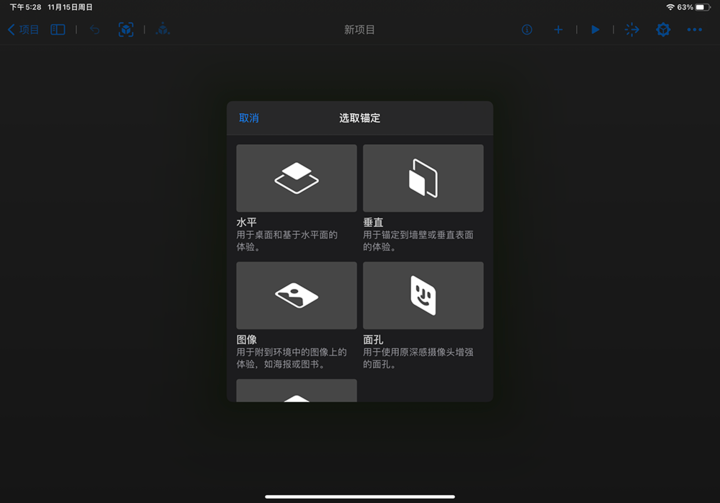 下午5:28 11月15日周日
63%
项目
新项目
取消
选取锚定
水平
用于桌面和基于水平面的
体验。
垂直
用于锚定到墙壁或垂直表面
的体验。
图像
用于附到环境中的图像上的
体验，如海报或图书。
面孔
用于使用原深感摄像头增强
的面孔。